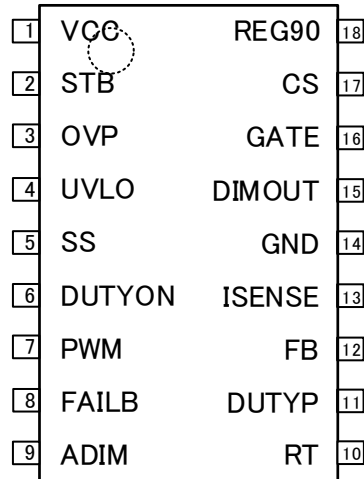 1 VCC REG90 18
2 STB CS 17
3 OVP GATE 16
4 UVLO DIMOUT 15
5 SS GND 14
6 DUTYON ISENSE 13
7 PWM FB 12
8 FAILB DUTYP 11
9 ADIM RT 10